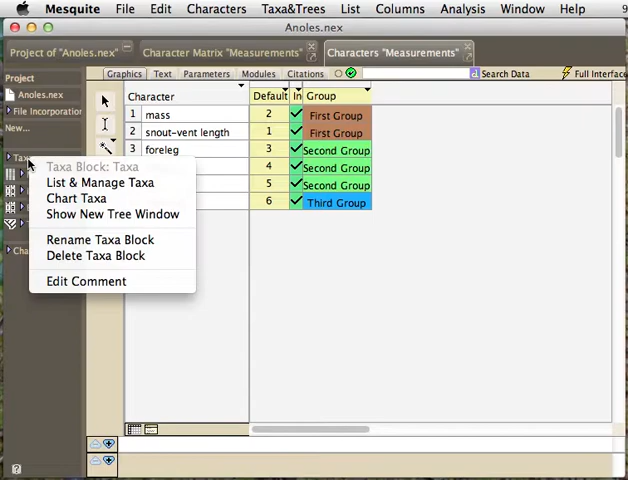 Mesquite File Edit Characters Taxa&Trees List Columns Analysis Window Help 9
Anoles.nex
Project of "Anoles.nex" Character Matrix "Measurements" Characters "Measurements"
Project Graphics Text Parameters Modules Citations Search Data Full Interface
Anoles.nex
File Incorporation
New...
Character Default In Group
1 mass 2 First Group
2 snout-vent length 1 First Group
3 foreleg 3 Second Group
4 Second Group
5 Second Group
6 Third Group
Taxa
Taxa Block: Taxa
List & Manage Taxa
Chart Taxa
Show New Tree Window
Rename Taxa Block
Delete Taxa Block
Edit Comment
Cha